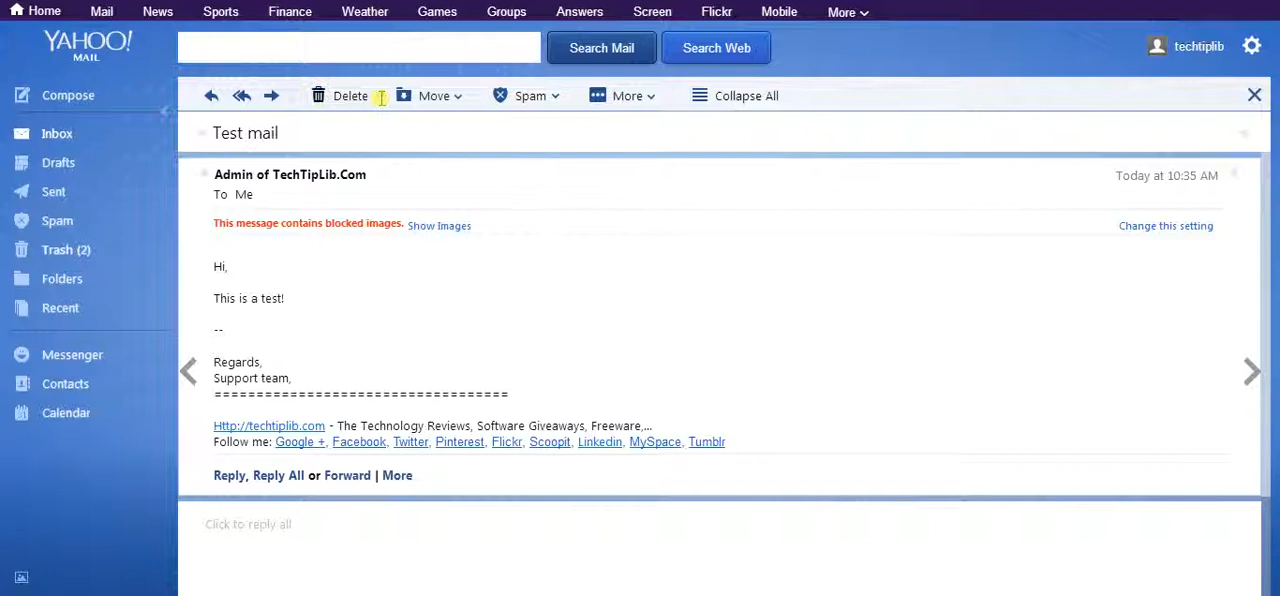 Home Mail News Sports Finance Weather Games Groups Answers Screen Flickr Mobile More
YAHOO!
MAIL
Search Mail Search Web
techtiplib
Compose
Delete Move Spam More Collapse All
Inbox
Test mail
Drafts
Sent
Spam
Trash (2)
Folders
Recent
Messenger
Contacts
Calendar
Admin of TechTipLib.Com
Today at 10:35 AM
To Me
This message contains blocked images. Show Images
Change this setting
Hi,
This is a test!
--
Regards,
Support team,
==================================
Http://techtiplib.com - The Technology Reviews, Software Giveaways, Freeware,...
Follow me: Google +, Facebook, Twitter, Pinterest, Flickr, Scoopit, Linkedin, MySpace, Tumblr
Reply, Reply All or Forward | More
Click to reply all